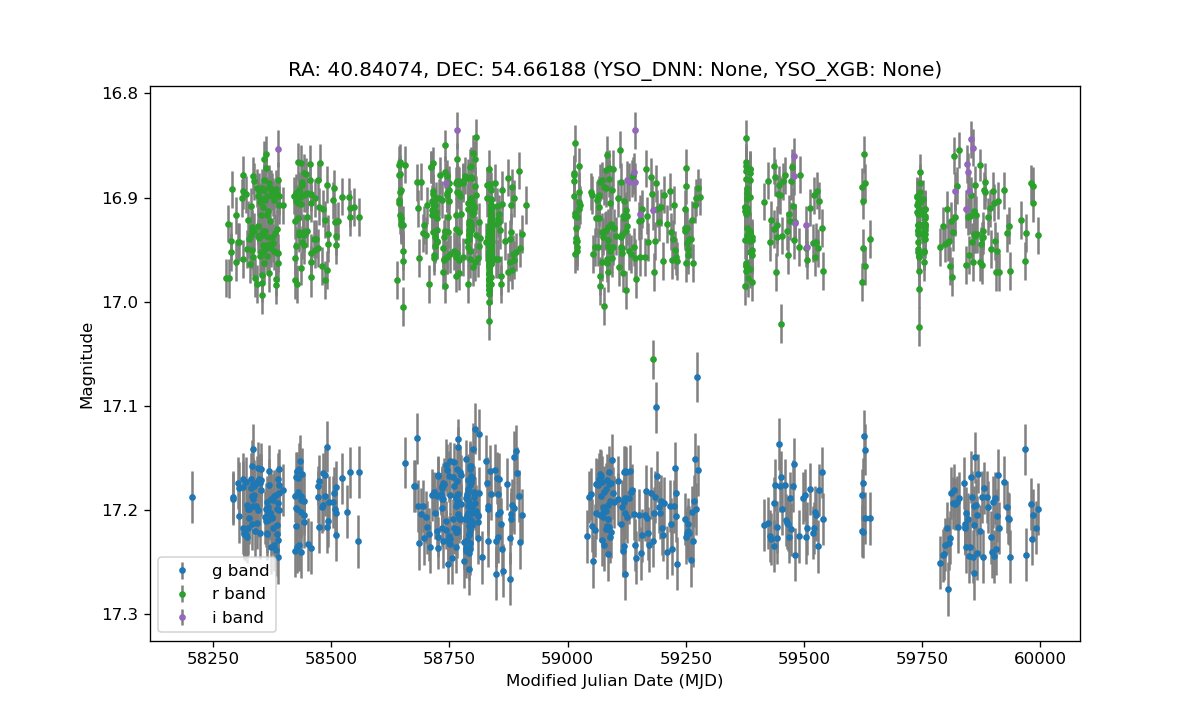 RA: 40.84074, DEC: 54.66188 (YSO_DNN: None, YSO_XGB: None)
16.8
16.9
17.0
17.1
17.2
17.3
Magnitude
g band
r band
i band
58250 58500 58750 59000 59250 59500 59750 60000
Modified Julian Date (MJD)